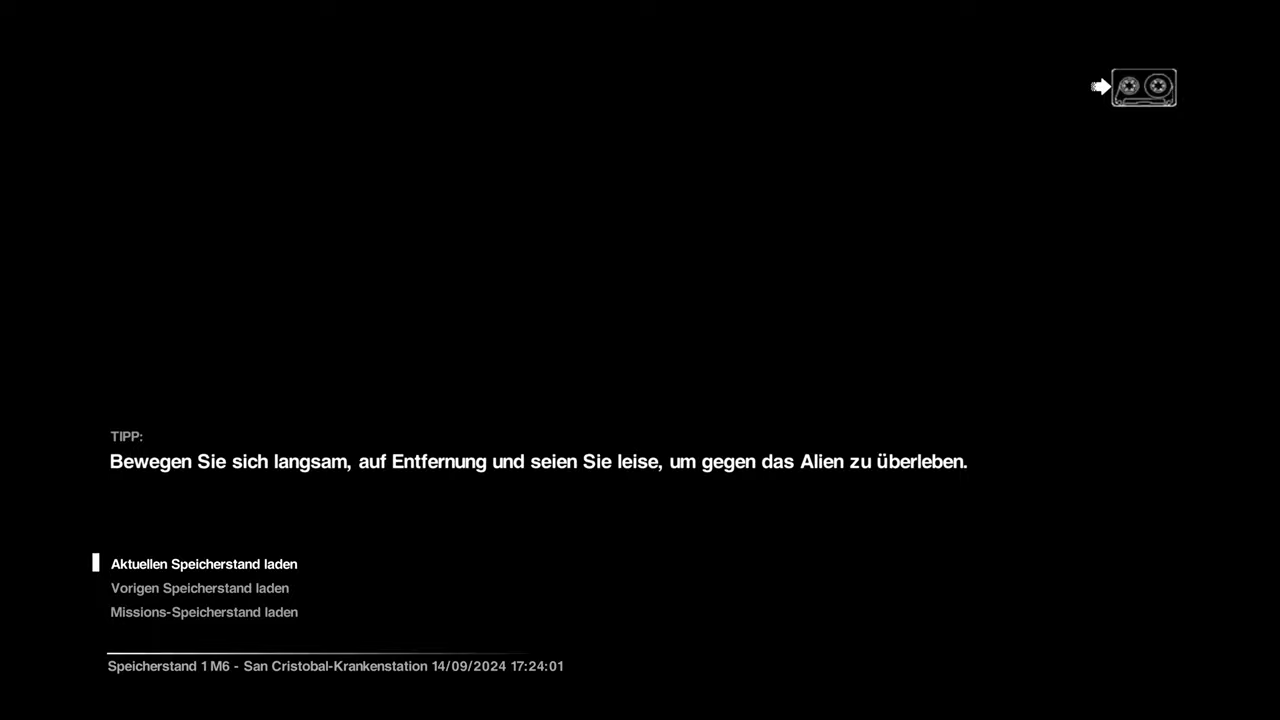 TIPP:
Bewegen Sie sich langsam, auf Entfernung und seien Sie leise, um gegen das Alien zu überleben.
Aktuellen Speicherstand laden
Vorigen Speicherstand laden
Missions-Speicherstand laden
Speicherstand 1 M6 - San Cristobal-Krankenstation 14/09/2024 17:24:01